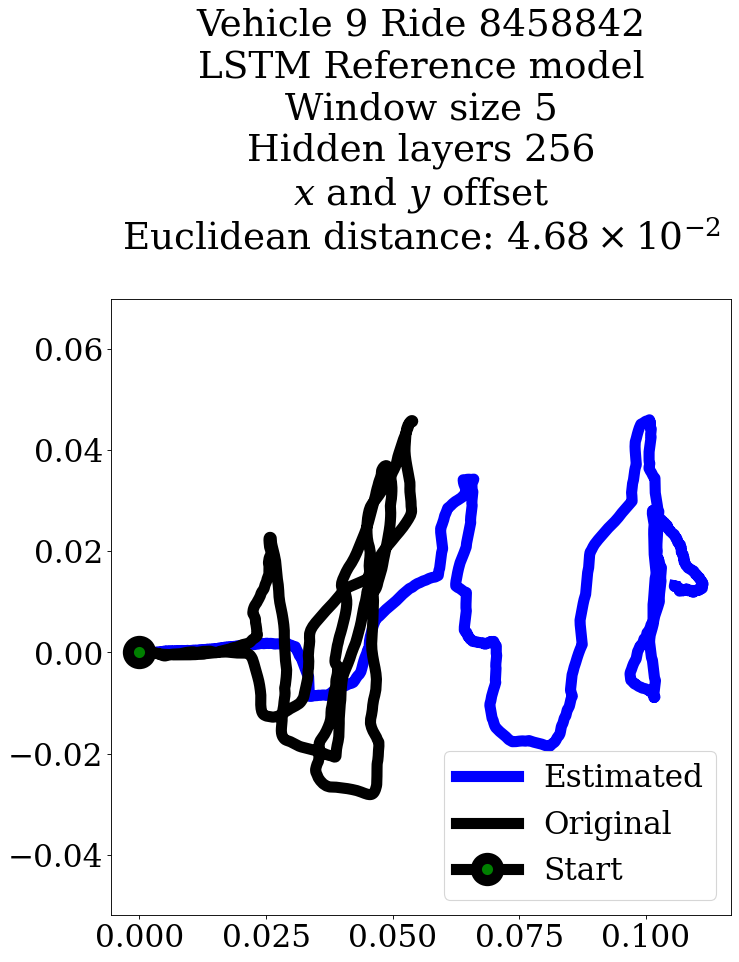 Vehicle 9 Ride 8458842
LSTM Reference model
Window size 5
Hidden layers 256
x and y offset
Euclidean distance: 4.68 × 10⁻²
0.06
0.04
0.02
0.00
−0.02
−0.04
Estimated
Original
Start
0.000 0.025 0.050 0.075 0.100